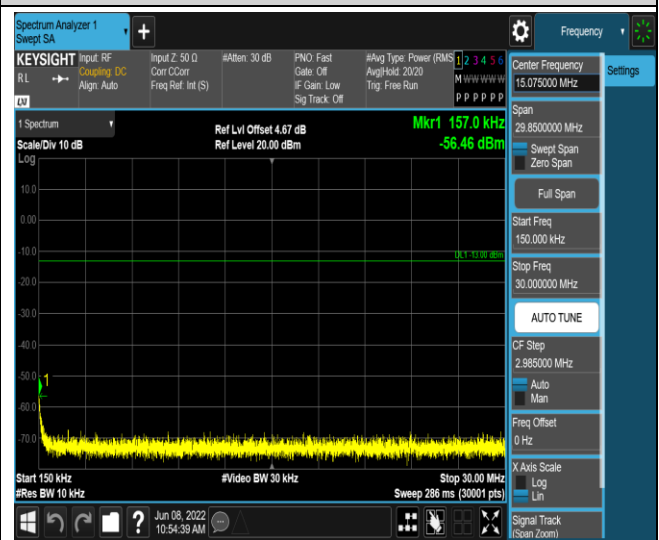 Spectrum Analyzer 1
Swept SA
+
Frequency
KEYSIGHT
RL
Input: RF
Coupling: DC
Align: Auto
Input Z: 50 Ω
Corr CCorr
Freq Ref: Int (S)
#Atten: 30 dB
PNO: Fast
Gate: Off
IF Gain: Low
Sig Track: Off
#Avg Type: Power (RMS
Avg|Hold: 20/20
Trig: Free Run
1 2 3 4 5 6
M W W W W W
P P P P P P
LXI
1 Spectrum
Scale/Div 10 dB
Ref Lvl Offset 4.67 dB
Ref Level 20.00 dBm
Mkr1 157.0 kHz
-56.46 dBm
Log
10.0
0.00
-10.0
DL1 -13.00 dBm
-20.0
-30.0
-40.0
-50.0
1
-60.0
-70.0
Start 150 kHz
#Video BW 30 kHz
Stop 30.00 MHz
#Res BW 10 kHz
Sweep 286 ms (30001 pts)
?
Jun 08, 2022
10:54:39 AM
Center Frequency
15.075000 MHz
Settings
Span
29.8500000 MHz
Swept Span
Zero Span
Full Span
Start Freq
150.000 kHz
Stop Freq
30.000000 MHz
AUTO TUNE
CF Step
2.985000 MHz
Auto
Man
Freq Offset
0 Hz
X Axis Scale
Log
Lin
Signal Track
(Span Zoom)